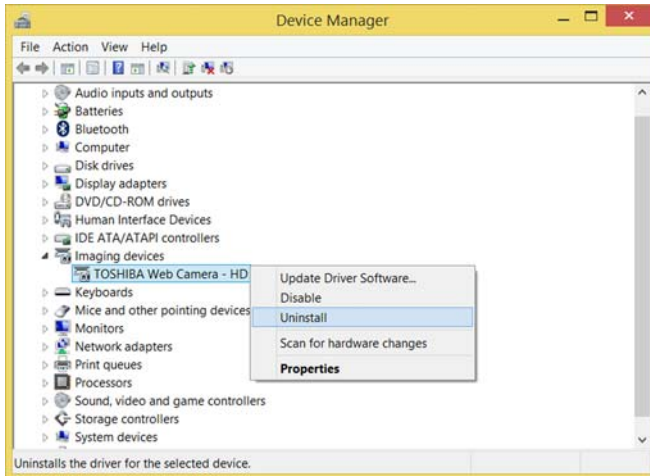 Device Manager
File Action View Help
Audio inputs and outputs
Batteries
Bluetooth
Computer
Disk drives
Display adapters
DVD/CD-ROM drives
Human Interface Devices
IDE ATA/ATAPI controllers
Imaging devices
TOSHIBA Web Camera - HD
Update Driver Software...
Disable
Uninstall
Scan for hardware changes
Properties
Keyboards
Mice and other pointing devices
Monitors
Network adapters
Print queues
Processors
Sound, video and game controllers
Storage controllers
System devices
Uninstalls the driver for the selected device.